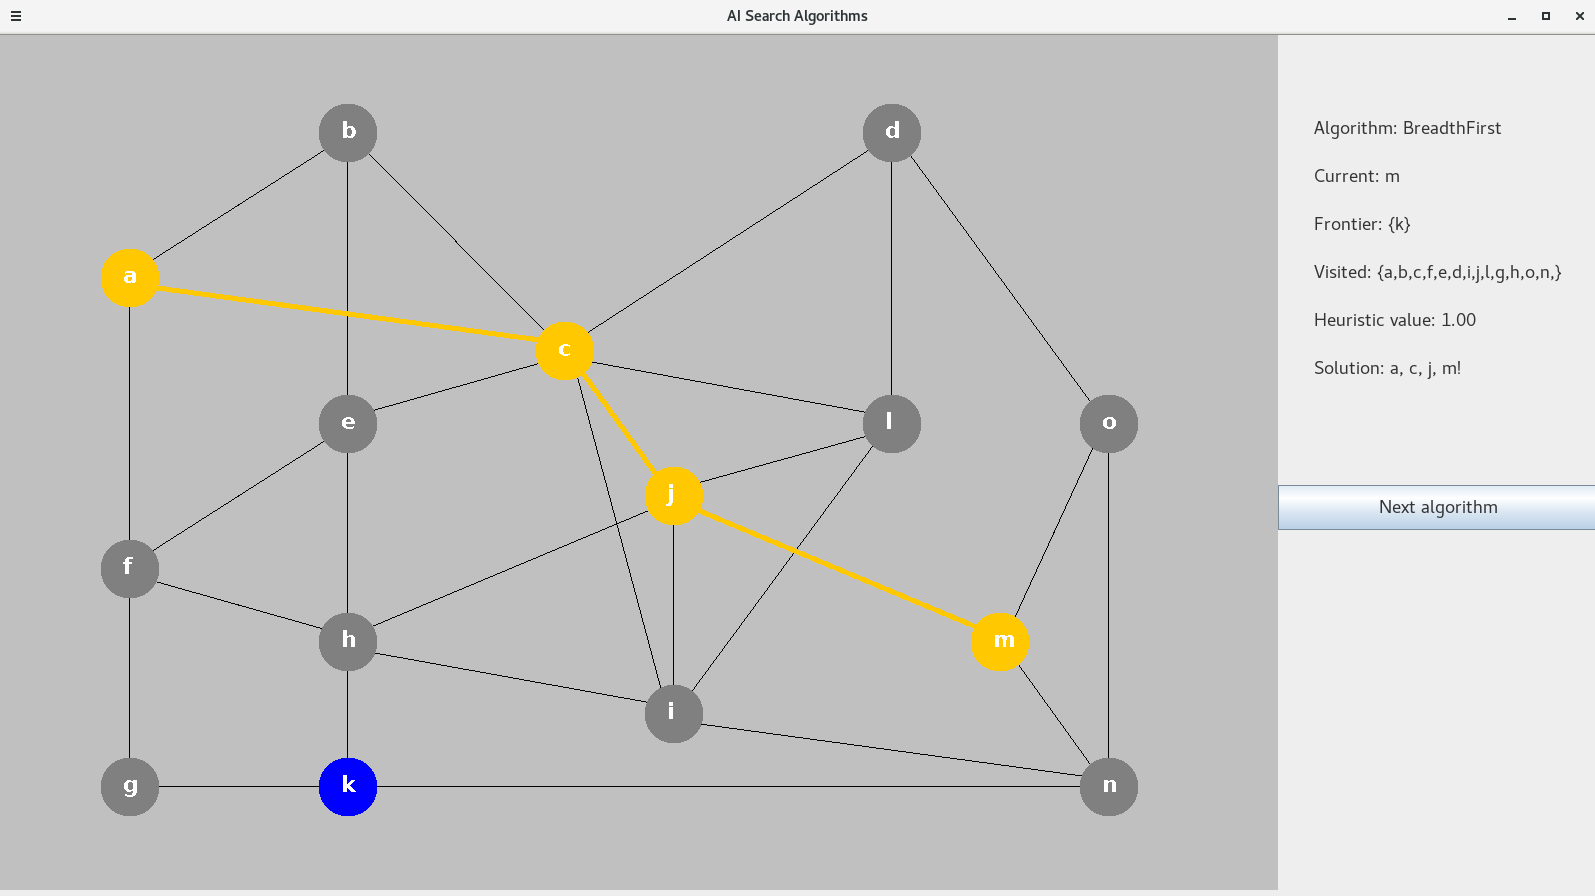 AI Search Algorithms
b
d
Algorithm: BreadthFirst
Current: m
Frontier: {k}
a
Visited: {a,b,c,f,e,d,i,j,l,g,h,o,n,}
Heuristic value: 1.00
c
Solution: a, c, j, m!
e
l
o
j
Next algorithm
f
h
m
i
g
k
n